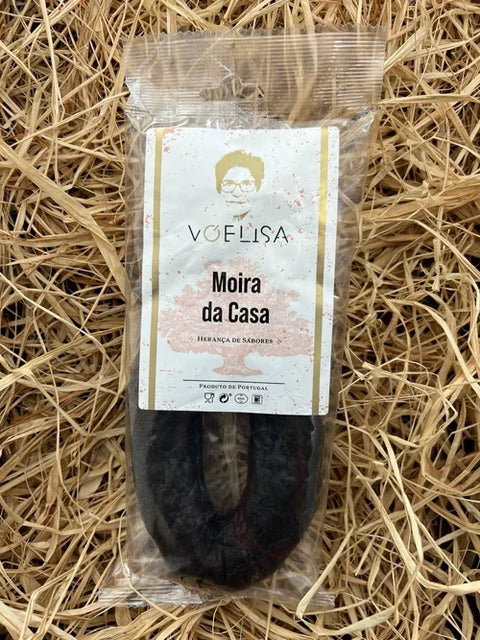 VOELISA
Moira
da Casa
HERANÇA DE SABORES
PRODUTO DE PORTUGAL